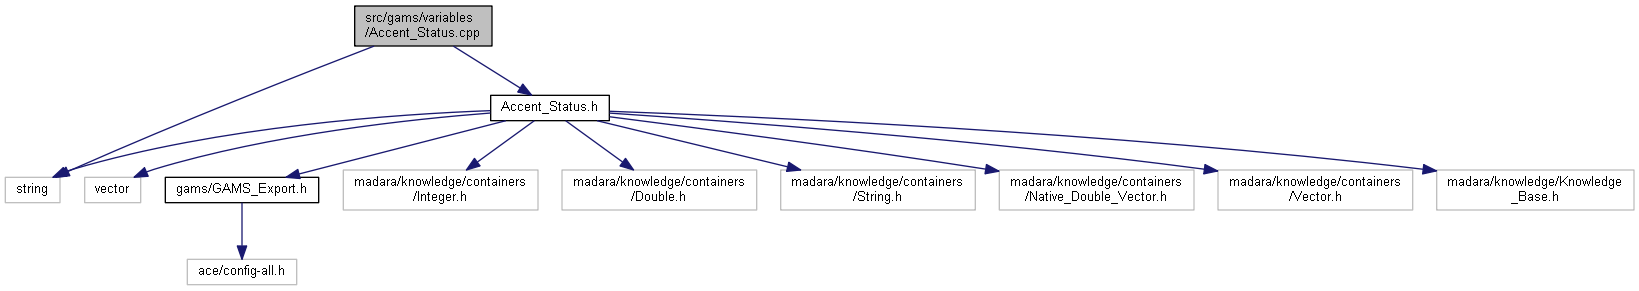 src/gams/variables
/Accent_Status.cpp
Accent_Status.h
string
vector
gams/GAMS_Export.h
madara/knowledge/containers
/Integer.h
madara/knowledge/containers
/Double.h
madara/knowledge/containers
/String.h
madara/knowledge/containers
/Native_Double_Vector.h
madara/knowledge/containers
/Vector.h
madara/knowledge/Knowledge
_Base.h
ace/config-all.h